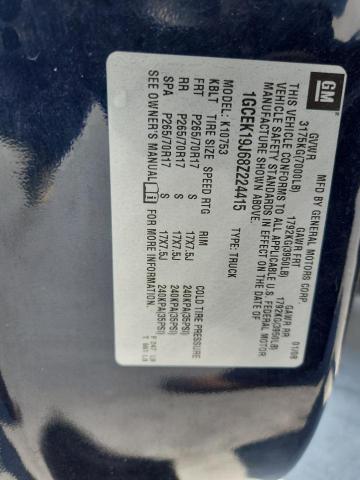 GM
MFD BY GENERAL MOTORS CORP. 01/08
GVWR GAWR FRT GAWR RR
3175KG(7000LB) 1792KG(3950LB) 1792KG(3950LB)
THIS VEHICLE CONFORMS TO ALL APPLICABLE U.S. FEDERAL MOTOR
VEHICLE SAFETY STANDARDS IN EFFECT ON THE DATE OF
MANUFACTURE SHOWN ABOVE.
1GCEK19J68Z224415 TYPE: TRUCK
MODEL: K10753
KBLT TIRE SIZE SPEED RTG RIM COLD TIRE PRESSURE
FRT P265/70R17 S 17X7.5J 240KPA(35PSI)
RR P265/70R17 S 17X7.5J 240KPA(35PSI)
SPA P265/70R17 S 17X7.5J 240KPA(35PSI)
SEE OWNER'S MANUAL